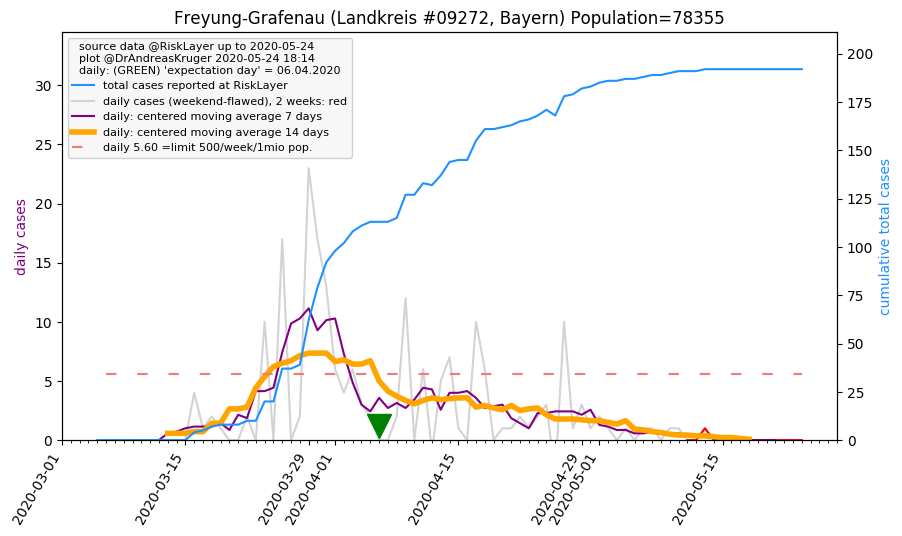 Freyung-Grafenau (Landkreis #09272, Bayern) Population=78355
source data @RiskLayer up to 2020-05-24
plot @DrAndreasKruger 2020-05-24 18:14
daily: (GREEN) 'expectation day' = 06.04.2020
total cases reported at RiskLayer
daily cases (weekend-flawed), 2 weeks: red
daily: centered moving average 7 days
daily: centered moving average 14 days
daily 5.60 =limit 500/week/1mio pop.
daily cases
30
25
20
15
10
5
0
cumulative total cases
200
175
150
125
100
75
50
25
0
2020-03-01
2020-03-15
2020-03-29
2020-04-01
2020-04-15
2020-04-29
2020-05-01
2020-05-15